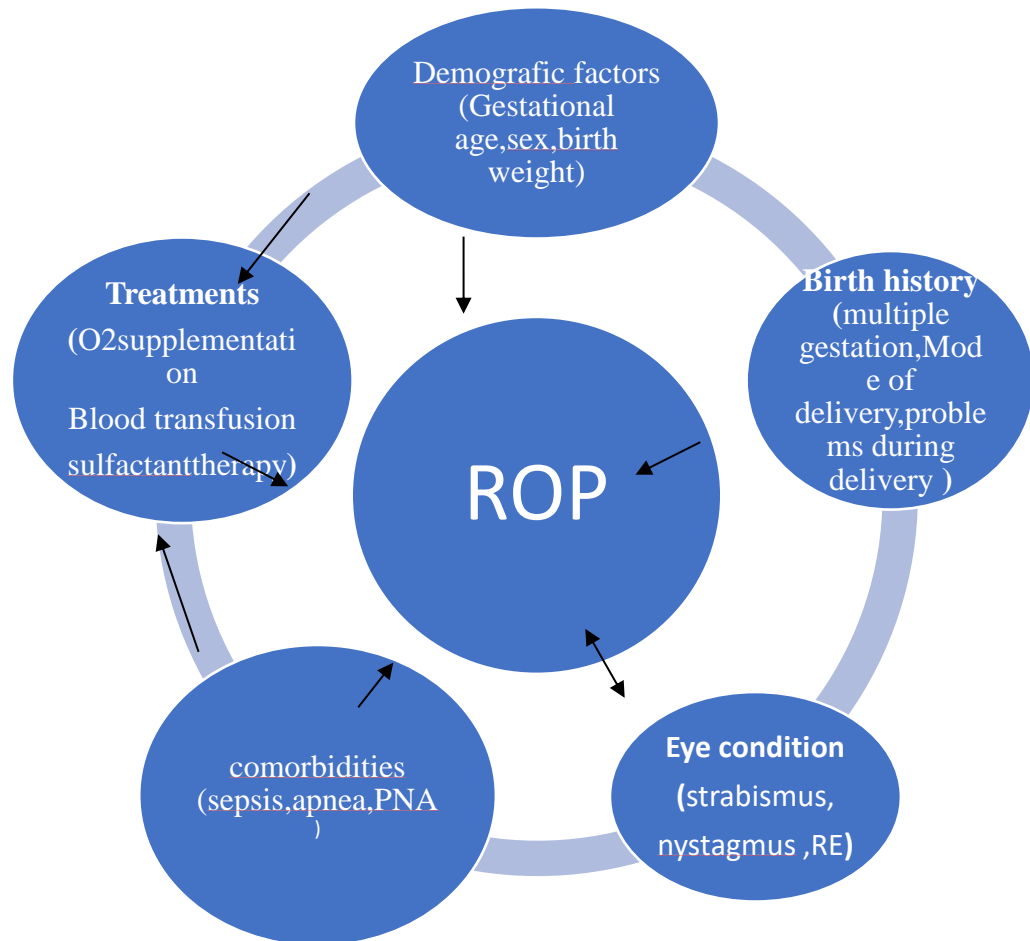 Demografic factors
(Gestational
age,sex,birth
weight)
Birth history
(multiple
gestation,Mod
e of
delivery,proble
ms during
delivery )
Treatments
(O2supplementati
on
Blood transfusion
sulfactanttherapy)
ROP
Eye condition
(strabismus,
nystagmus ,RE)
comorbidities
(sepsis,apnea,PNA
)